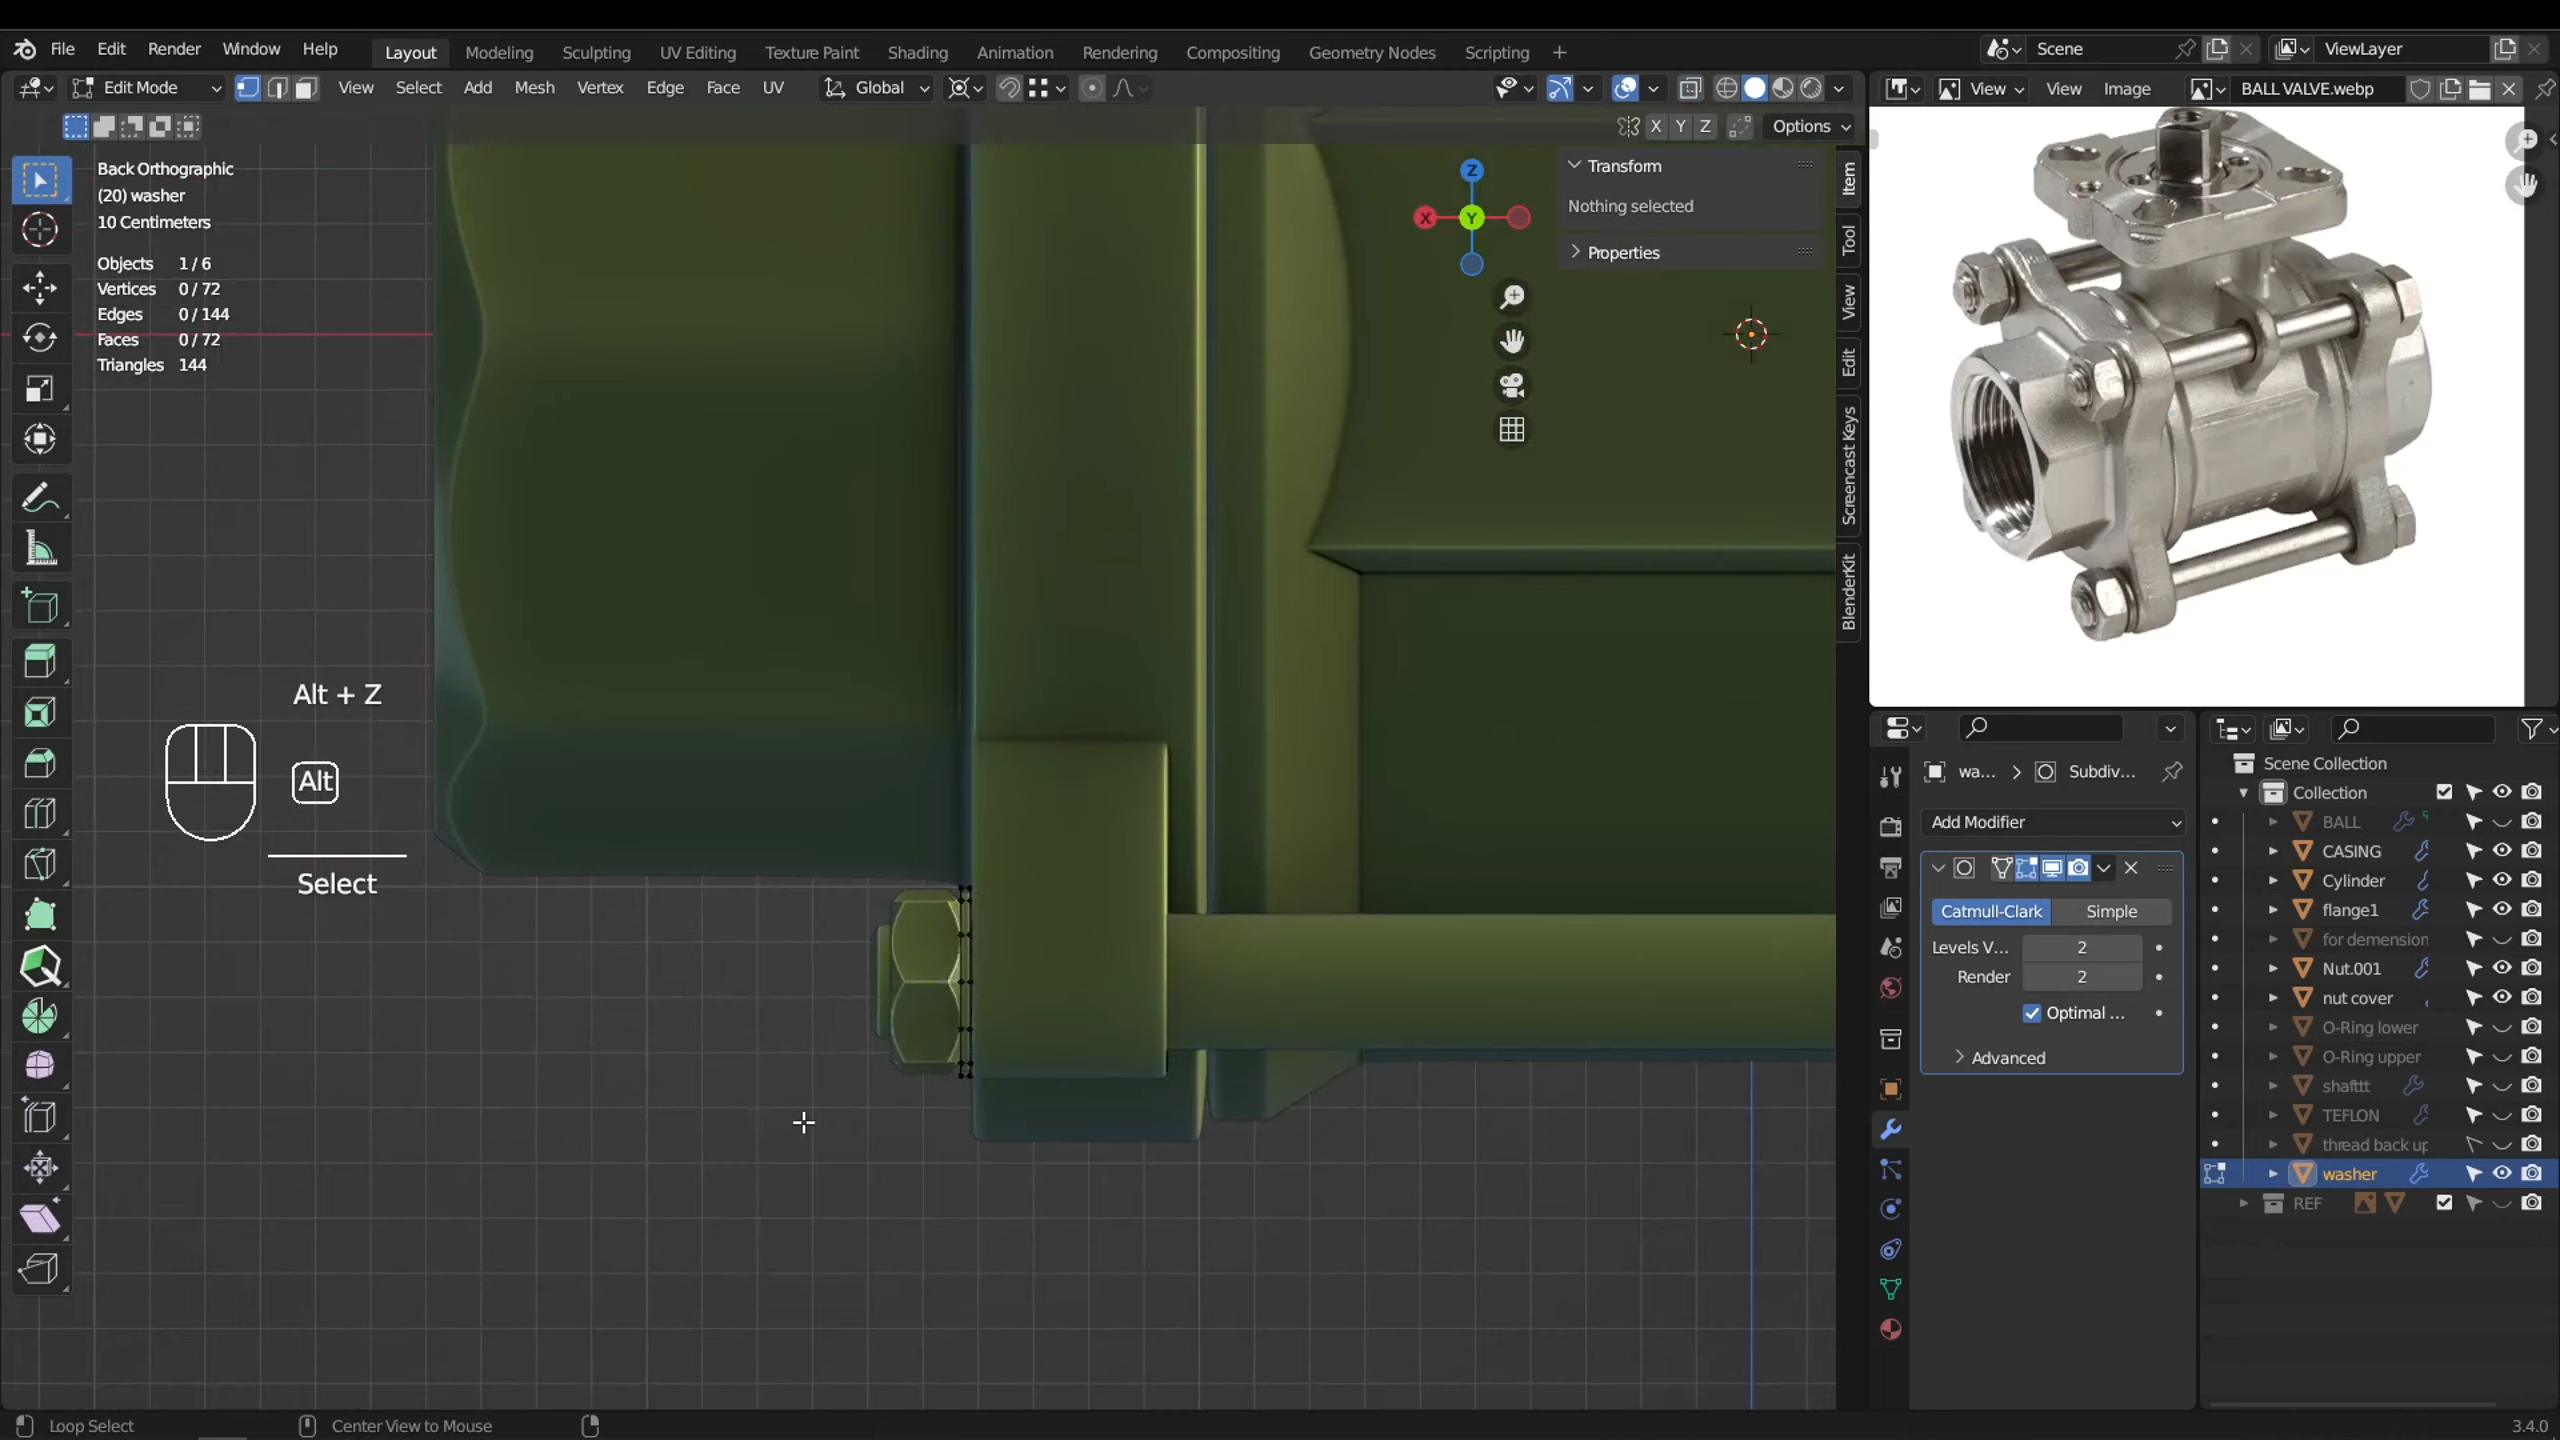 File Edit Render Window Help Layout Modeling Sculpting UV Editing Texture Paint Shading Animation Rendering Compositing Geometry Nodes Scripting Scene ViewLayer
Edit Mode View Select Add Mesh Vertex Edge Face UV Global View View Image BALL VALVE.webp
X Y Z Options
Back Orthographic
(20) washer
10 Centimeters
Objects 1 / 6
Vertices 0 / 72
Edges 0 / 144
Faces 0 / 72
Triangles 144
Z
X
Y
Transform
Nothing selected
Properties
Item
Tool
View
Edit
Screencast Keys
BlenderKit
Alt + Z
Alt
Select
wa... Subdiv...
Add Modifier
Catmull-Clark Simple
Levels V... 2
Render 2
Optimal ...
Advanced
Scene Collection
Collection
BALL
CASING
Cylinder
flange1
for demension
Nut.001
nut cover
O-Ring lower
O-Ring upper
shafttt
TEFLON
thread back up
washer
REF
Loop Select Center View to Mouse 3.4.0